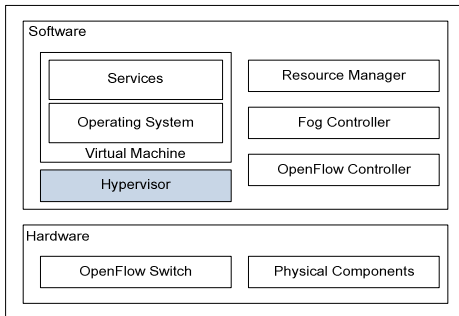 Software
Services
Operating System
Virtual Machine
Hypervisor
Resource Manager
Fog Controller
OpenFlow Controller
Hardware
OpenFlow Switch
Physical Components